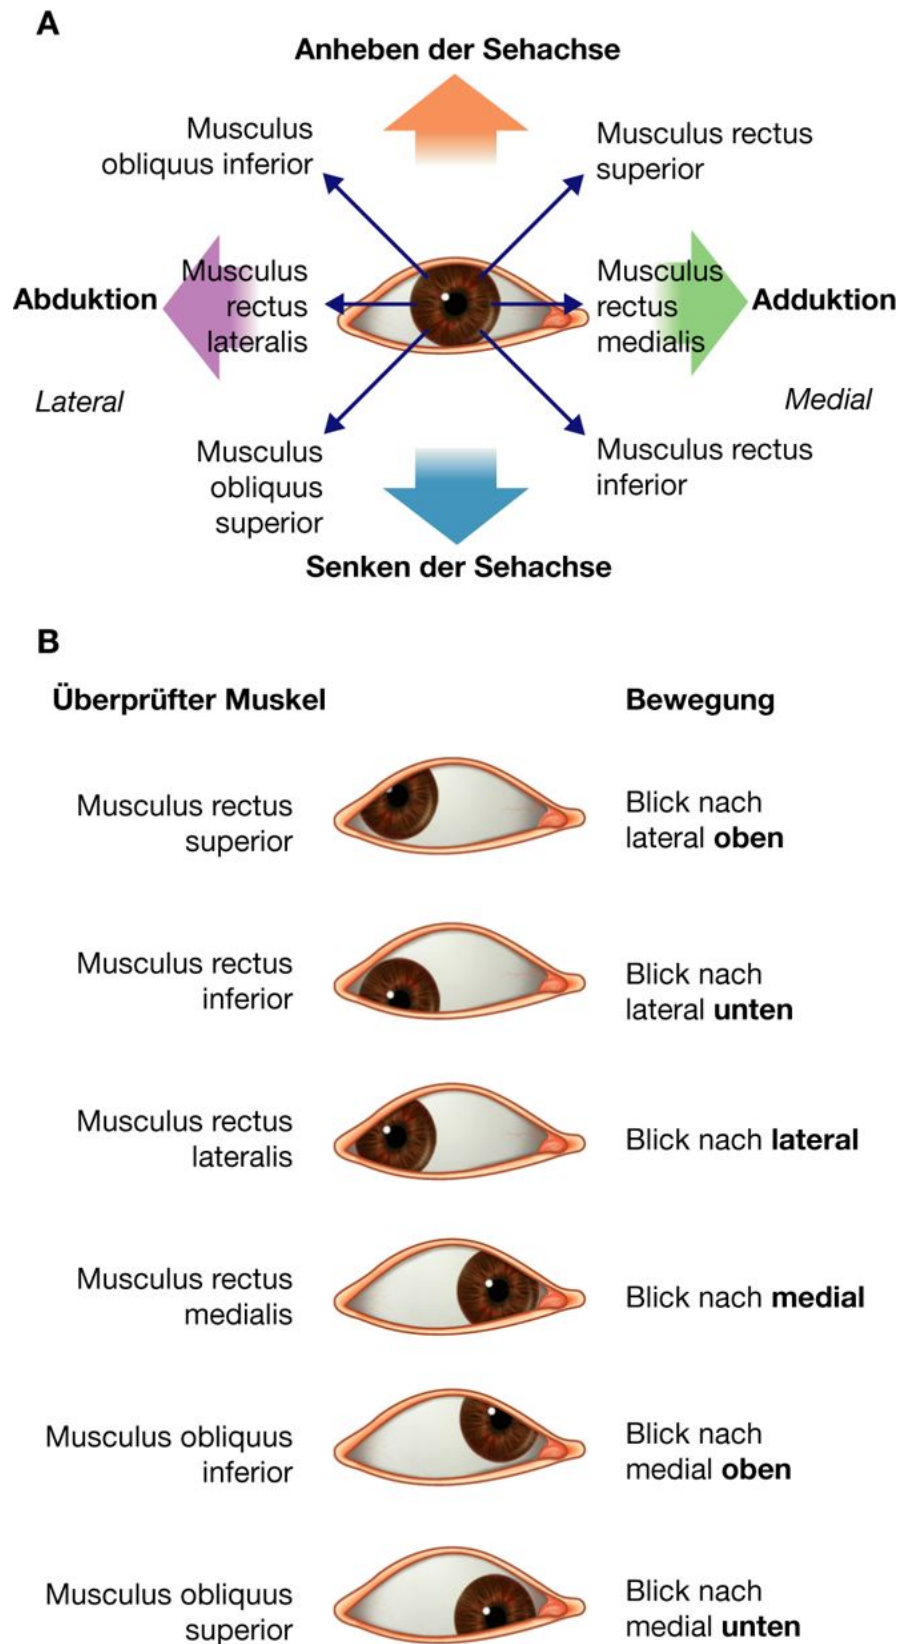 A
Anheben der Sehachse
Musculus
obliquus inferior
Musculus rectus
superior
Abduktion
Musculus
rectus
lateralis
Musculus
rectus
medialis
Adduktion
Lateral
Medial
Musculus
obliquus
superior
Musculus rectus
inferior
Senken der Sehachse
B
Überprüfter Muskel
Bewegung
Musculus rectus
superior
Blick nach
lateral oben
Musculus rectus
inferior
Blick nach
lateral unten
Musculus rectus
lateralis
Blick nach lateral
Musculus rectus
medialis
Blick nach medial
Musculus obliquus
inferior
Blick nach
medial oben
Musculus obliquus
superior
Blick nach
medial unten